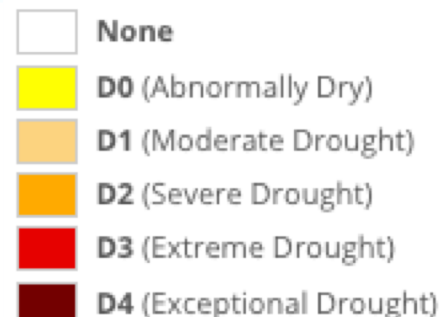 None
D0 (Abnormally Dry)
D1 (Moderate Drought)
D2 (Severe Drought)
D3 (Extreme Drought)
D4 (Exceptional Drought)